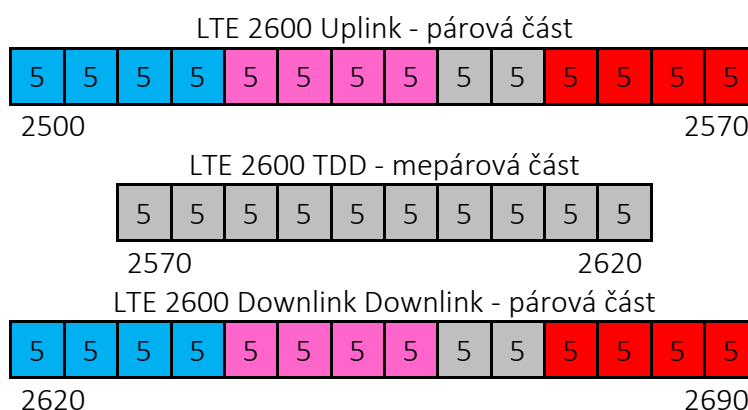 LTE 2600 Uplink - párová část
5 5 5 5 5 5 5 5 5 5 5 5 5 5
2500 2570
LTE 2600 TDD - mepárová část
5 5 5 5 5 5 5 5 5 5
2570 2620
LTE 2600 Downlink Downlink - párová část
5 5 5 5 5 5 5 5 5 5 5 5 5 5
2620 2690